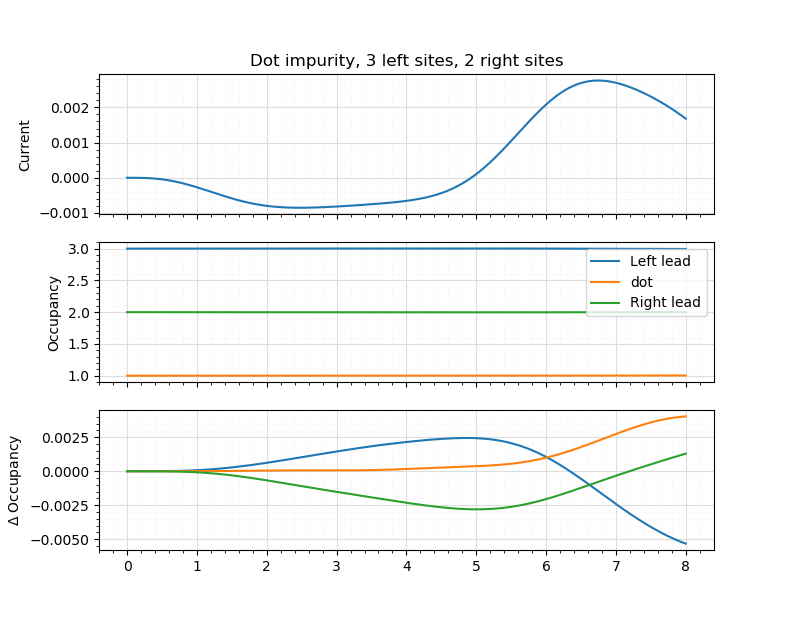 Dot impurity, 3 left sites, 2 right sites
Current
0.002
0.001
0.000
−0.001
Occupancy
3.0
2.5
2.0
1.5
1.0
Left lead
dot
Right lead
Δ Occupancy
0.0025
0.0000
−0.0025
−0.0050
0 1 2 3 4 5 6 7 8